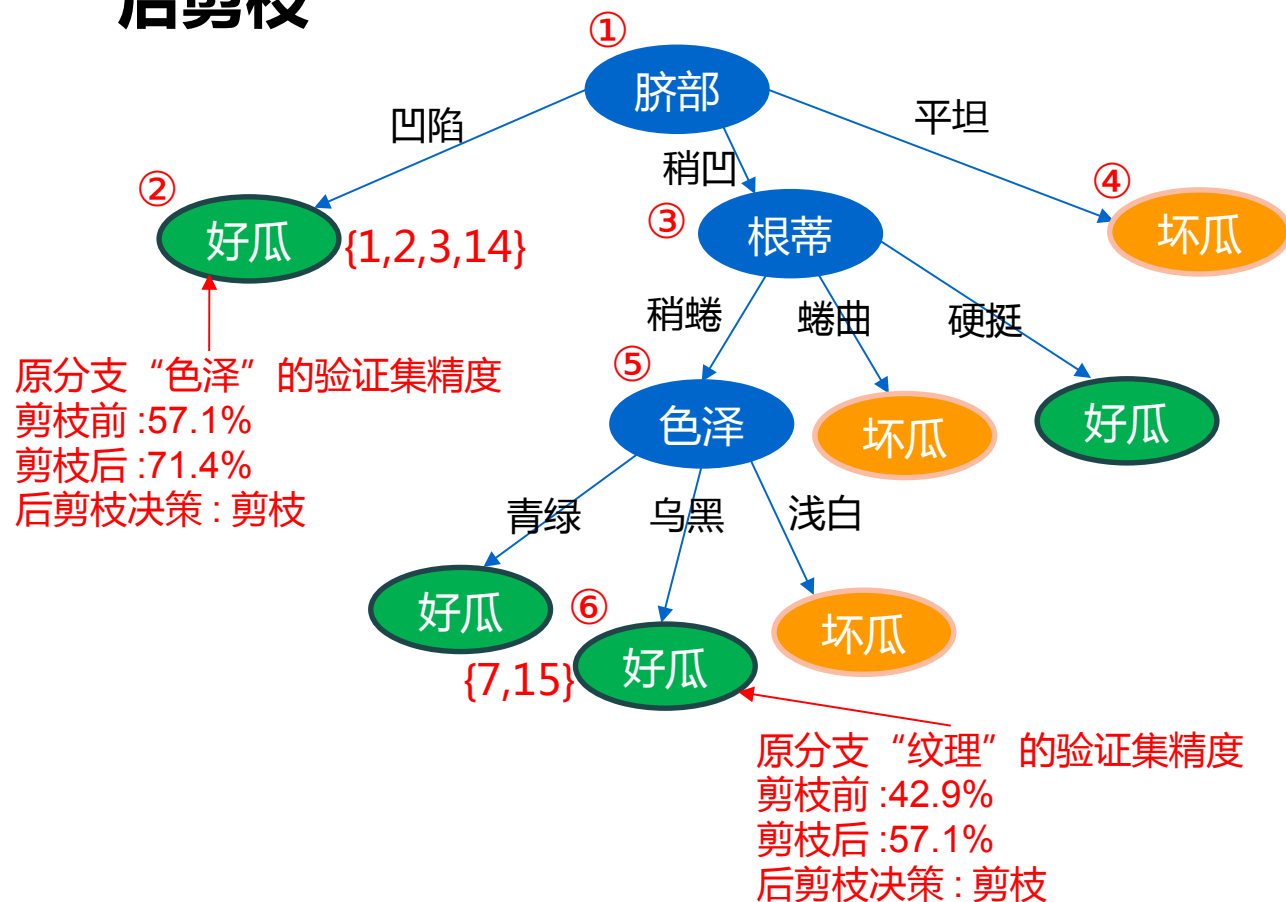 后剪枝
①
脐部
凹陷
稍凹
平坦
②
好瓜
{1,2,3,14}
③
根蒂
④
坏瓜
稍蜷
蜷曲
硬挺
原分支“色泽”的验证集精度
剪枝前:57.1%
剪枝后:71.4%
后剪枝决策:剪枝
⑤
色泽
坏瓜
好瓜
青绿
乌黑
浅白
好瓜
⑥
好瓜
{7,15}
坏瓜
原分支“纹理”的验证集精度
剪枝前:42.9%
剪枝后:57.1%
后剪枝决策:剪枝